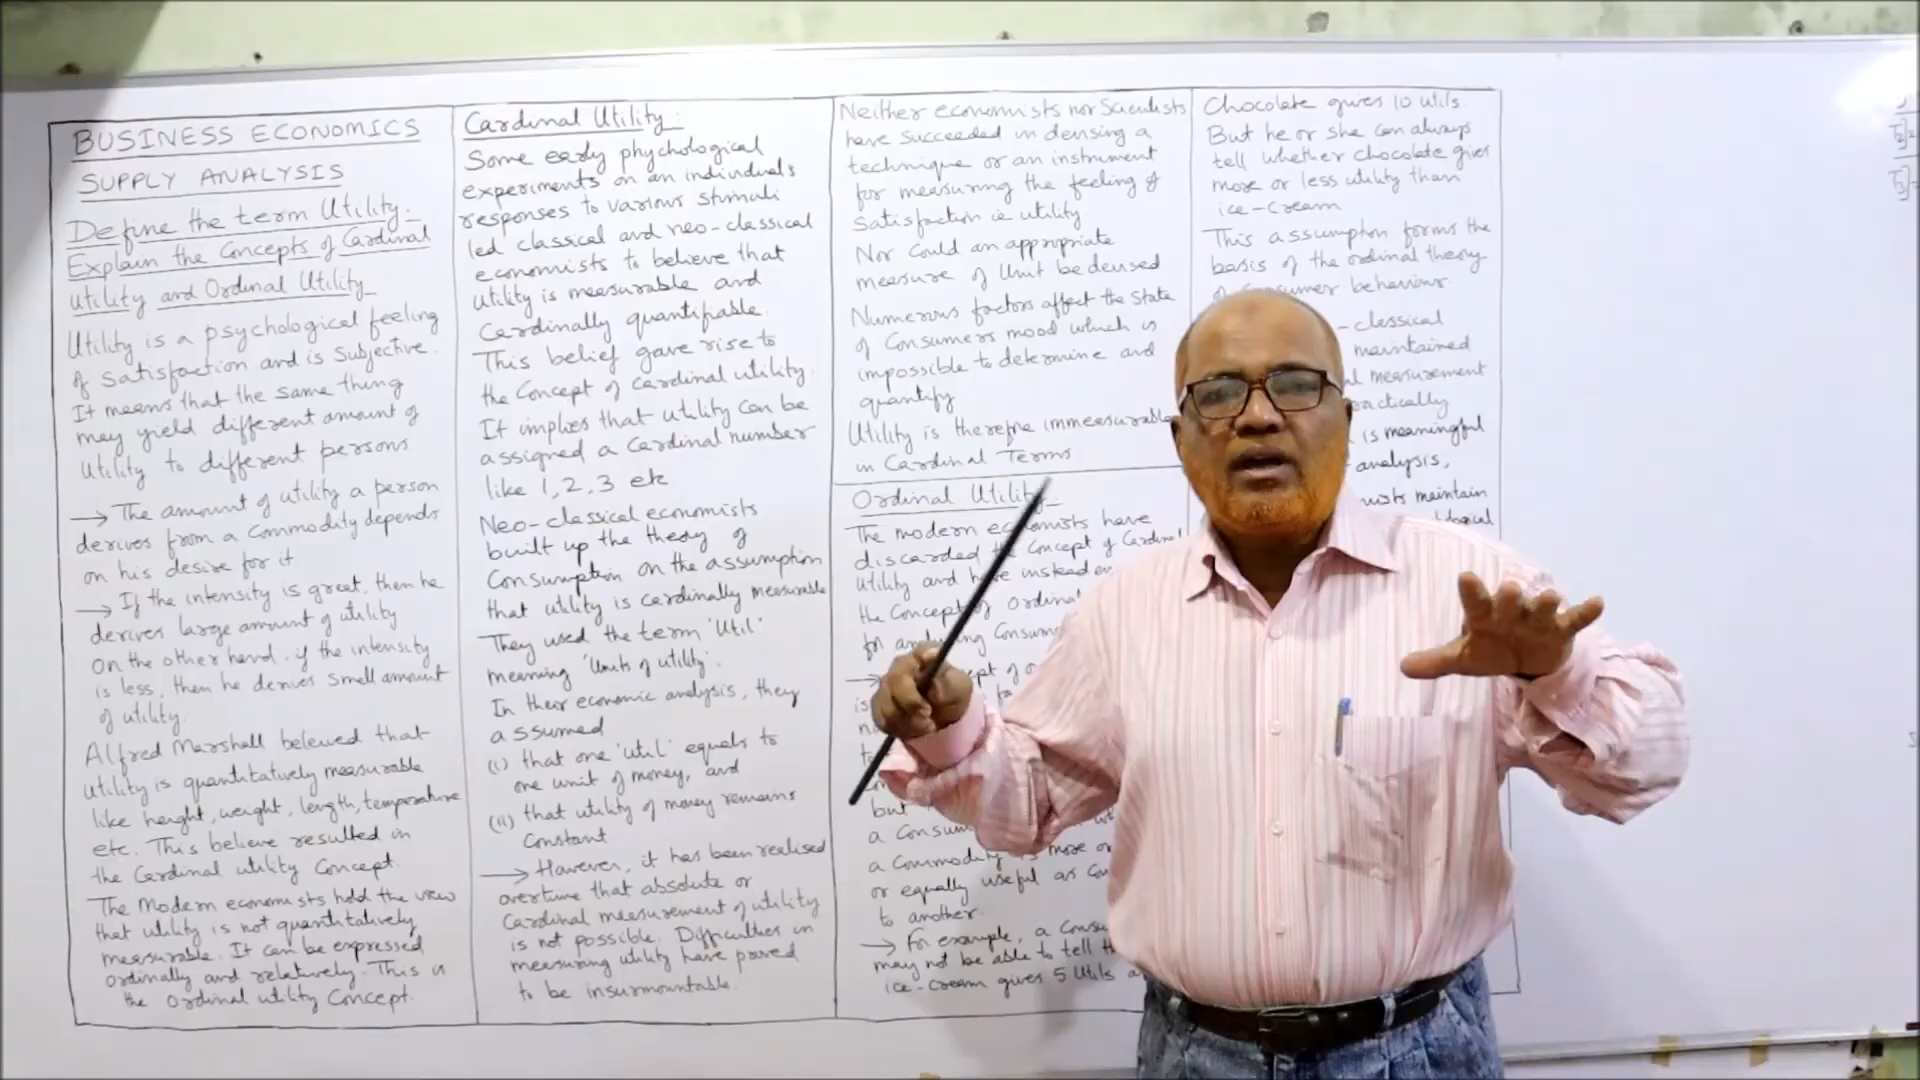 BUSINESS ECONOMICS
SUPPLY ANALYSIS
Define the term Utility.
Explain the Concepts of Cardinal
Utility and Ordinal Utility
Utility is a psychological feeling
of satisfaction and is Subjective.
It means that the same thing
may yield different amount of
Utility to different persons
→ The amount of utility a person
derives from a Commodity depends
on his desire for it
→ If the intensity is great, then he
derives large amount of utility
On the other hand. if the intensity
is less, then he derives small amount
of utility.
Alfred Marshall believed that
Utility is quantitatively measurable
like height, weight, length, temperature
etc. This believe resulted in
the Cardinal utility Concept.
The Modern economists hold the view
that utility is not quantitatively
measurable. It can be expressed
ordinally and relatively. This is
the Ordinal utility Concept.
Cardinal Utility:
Some early phychological
experiments on an individuals
responses to various stimuli
led classical and neo-classical
economists to believe that
utility is measurable and
Cardinally quantifiable.
This belief gave rise to
the Concept of Cardinal utility.
It implies that utility can be
assigned a Cardinal number
like 1, 2, 3 etc
Neo-classical economists
built up the theory of
Consumption on the assumption
that utility is cardinally measurable
They used the term 'Util'
meaning 'Units of utility'.
In their economic analysis, they
assumed
(i) that one 'util' equals to
one unit of money, and
(ii) that utility of money remains
Constant
→ However, it has been realised
overtime that absolute or
Cardinal measurement of utility
is not possible. Difficulties in
measuring utility have proved
to be insurmountable.
Neither economists nor Scientists
have succeeded in devising a
technique or an instrument
for measuring the feeling of
Satisfaction ie utility
Nor Could an appropriate
measure of Unit be devised
Numerous factors affect the State
of Consumers mood which is
impossible to determine and
quantify
Utility is therefore immeasurable
in Cardinal Terms
Ordinal Utility:
The modern economists have
discarded the Concept of Cardinal
Utility and have instead
the Concept of Ordinal
for
is
but
a
a Commodity is more or
or equally useful as
to another.
→ For example, a
may not be able to tell
ice-cream gives 5 Utils
Chocolate gives 10 utils.
But he or she can always
tell whether chocolate gives
more or less utility than
ice-cream
This assumption forms the
basis of the ordinal theory
of Consumer behaviour.
-classical
maintained
measurement
is meaningful
analysis,
maintain